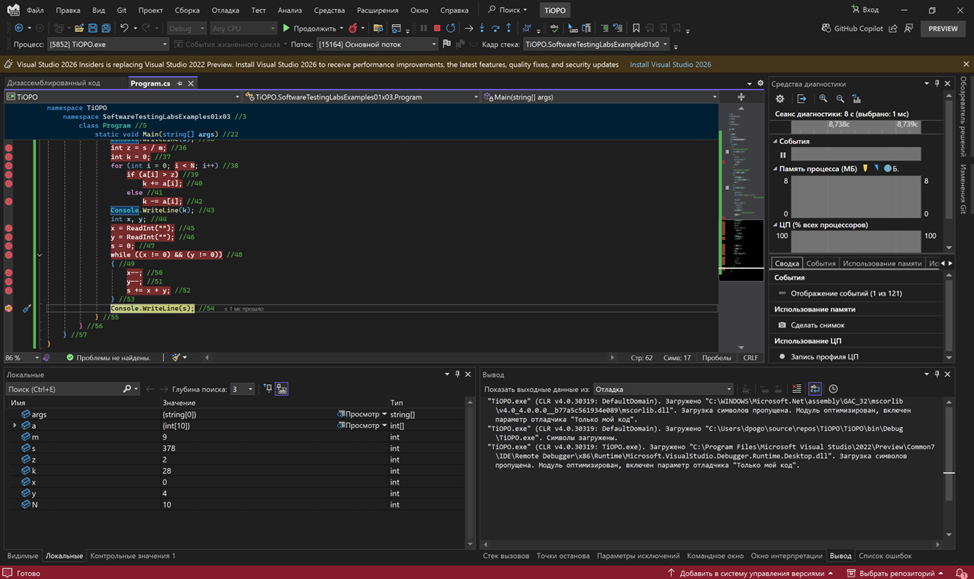 Файл Правка Вид Git Проект Сборка Отладка Тест Анализ Средства Расширения Окно Справка Поиск TiOPO Вход
Debug Any CPU Продолжить GitHub Copilot PREVIEW
Процесс: [5852] TiOPO.exe События жизненного цикла Поток: [15164] Основной поток Кадр стека: TiOPO.SoftwareTestingLabsExamples01x0
Visual Studio 2026 Insiders is replacing Visual Studio 2022 Preview. Install Visual Studio 2026 to receive performance improvements, the latest features, quality fixes, and security updates Install Visual Studio 2026
Дизассемблированный код Program.cs
TiOPO TiOPO.SoftwareTestingLabsExamples01x03.Program Main(string[] args)
namespace TiOPO
namespace SoftwareTestingLabsExamples01x03 //3
class Program //5
static void Main(string[] args) //22
int z = s / m; //36
int k = 0; //37
for (int i = 0; i < N; i++) //38
if (a[i] > z) //39
k += a[i]; //40
else //41
k -= a[i]; //42
Console.WriteLine(k); //43
int x, y; //44
x = ReadInt(""); //45
y = ReadInt(""); //46
s = 0; //47
while ((x != 0) && (y != 0)) //48
{ //49
x--; //50
y--; //51
s += x + y; //52
} //53
Console.WriteLine(s); //54 ≤ 1 мс прошло
} //55
} //56
} //57
}
86 % Проблемы не найдены. Стр: 62 Симв: 17 Пробелы CRLF
Средства диагностики
Сеанс диагностики: 8 с (выбрано: 1 мс)
8,738с 8,739с
События
Память процесса (МБ) Б.
8 8
0 0
ЦП (% всех процессоров)
100 100
Сводка События Использование памяти Ис
События
Отображение событий (1 из 121)
Использование памяти
Сделать снимок
Использование ЦП
Запись профиля ЦП
Обозреватель решений
Изменения Git
Локальные
Поиск (Ctrl+E) Глубина поиска: 3
Имя Значение Тип
args {string[0]} Просмотр string[]
a {int[10]} Просмотр int[]
m 9 int
s 378 int
z 2 int
k 28 int
x 0 int
y 4 int
N 10 int
Видимые Локальные Контрольные значения 1
Вывод
Показать выходные данные из: Отладка
"TiOPO.exe" (CLR v4.0.30319: DefaultDomain). Загружено "C:\WINDOWS\Microsoft.Net\assembly\GAC_32\mscorlib
\v4.0_4.0.0.0__b77a5c561934e089\mscorlib.dll". Загрузка символов пропущена. Модуль оптимизирован, включен
параметр отладчика "Только мой код".
"TiOPO.exe" (CLR v4.0.30319: DefaultDomain). Загружено "C:\Users\dpogo\source\repos\TiOPO\TiOPO\bin\Debug
\TiOPO.exe". Символы загружены.
"TiOPO.exe" (CLR v4.0.30319: TiOPO.exe). Загружено "C:\Program Files\Microsoft Visual Studio\2022\Preview\Common7
\IDE\Remote Debugger\x86\Runtime\Microsoft.VisualStudio.Debugger.Runtime.Desktop.dll". Загрузка символов
пропущена. Модуль оптимизирован, включен параметр отладчика "Только мой код".
Стек вызовов Точки останова Параметры исключений Командное окно Окно интерпретации Вывод Список ошибок
Готово Добавить в систему управления версиями Выбрать репозиторий